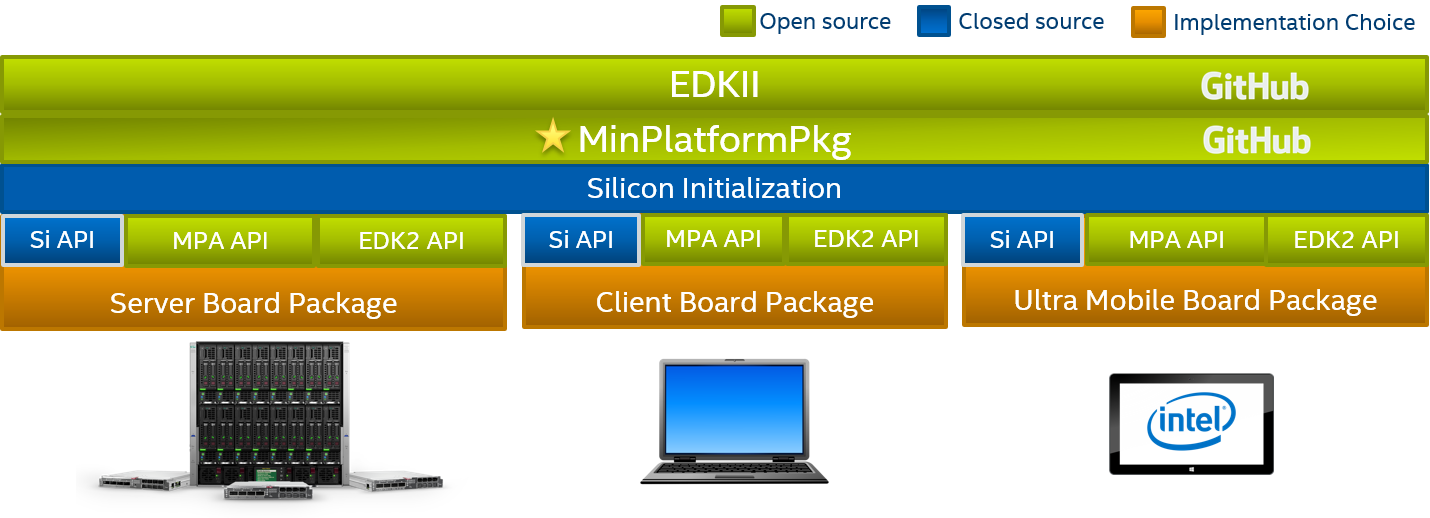 Open source Closed source Implementation Choice
EDKII GitHub
MinPlatformPkg GitHub
Silicon Initialization
Si API MPA API EDK2 API Si API MPA API EDK2 API Si API MPA API EDK2 API
Server Board Package Client Board Package Ultra Mobile Board Package
intel